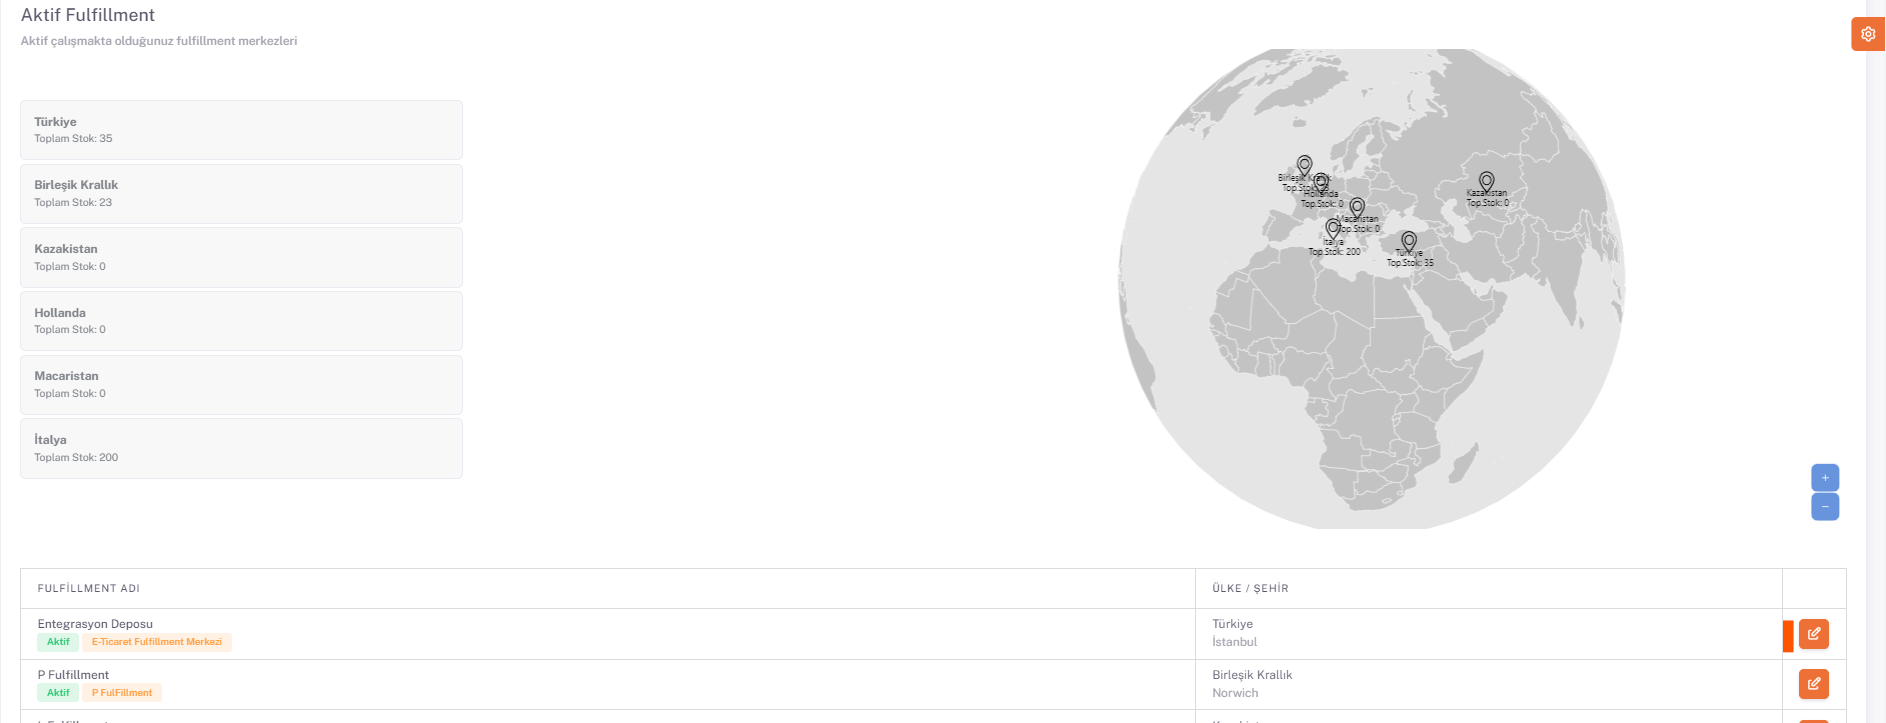 Aktif Fulfillment
Aktif çalışmakta olduğunuz fulfillment merkezleri
Türkiye
Toplam Stok: 35
Birleşik Krallık
Toplam Stok: 23
Kazakistan
Toplam Stok: 0
Hollanda
Toplam Stok: 0
Macaristan
Toplam Stok: 0
İtalya
Toplam Stok: 200
Birleşik Krallık
Top.Stok: 23
Hollanda
Top.Stok: 0
Macaristan
Top.Stok: 0
İtalya
Top.Stok: 200
Türkiye
Top.Stok: 35
Kazakistan
Top.Stok: 0
+
−
FULFİLLMENT ADI
ÜLKE / ŞEHİR
Entegrasyon Deposu
Aktif E-Ticaret Fulfillment Merkezi
Türkiye
İstanbul
P Fulfillment
Aktif P FulFillment
Birleşik Krallık
Norwich